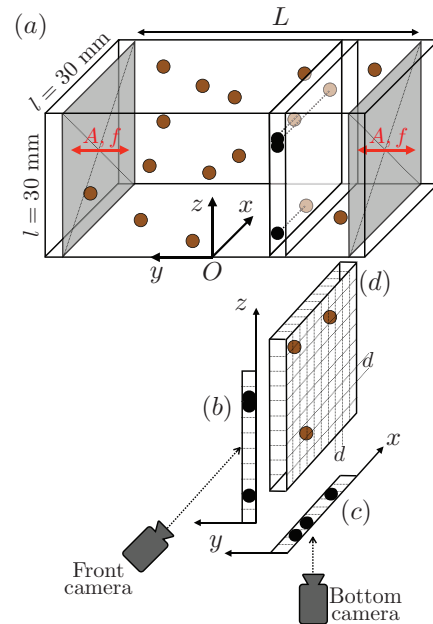 (a)
L
l = 30 mm
A, f
A, f
l = 30 mm
z
x
y
O
(d)
z
(b)
d
d
x
(c)
y
Front
camera
Bottom
camera